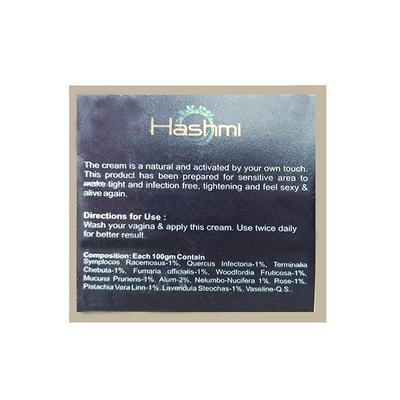 Hashmi
The cream is a natural and activated by your own touch.
This product has been prepared for sensitive area to
make tight and infection free, tightening and feel sexy &
alive again.
Directions for Use :
Wash your vagina & apply this cream. Use twice daily
for better result.
Composition: Each 100gm Contain
Symplocos Racemosus-1%, Quercus Infectoria-1%, Terminalia
Chebula-1%, Fumaria officialis-1%, Woodfordia Fruticosa-1%,
Mucuna Pruriens-1%, Alum-2%, Nelumbo-Nucifera 1%, Rose-1%,
Pistachia Vera Linn-1%, Lavendula Steochas-1%, Vaseline-Q.S..